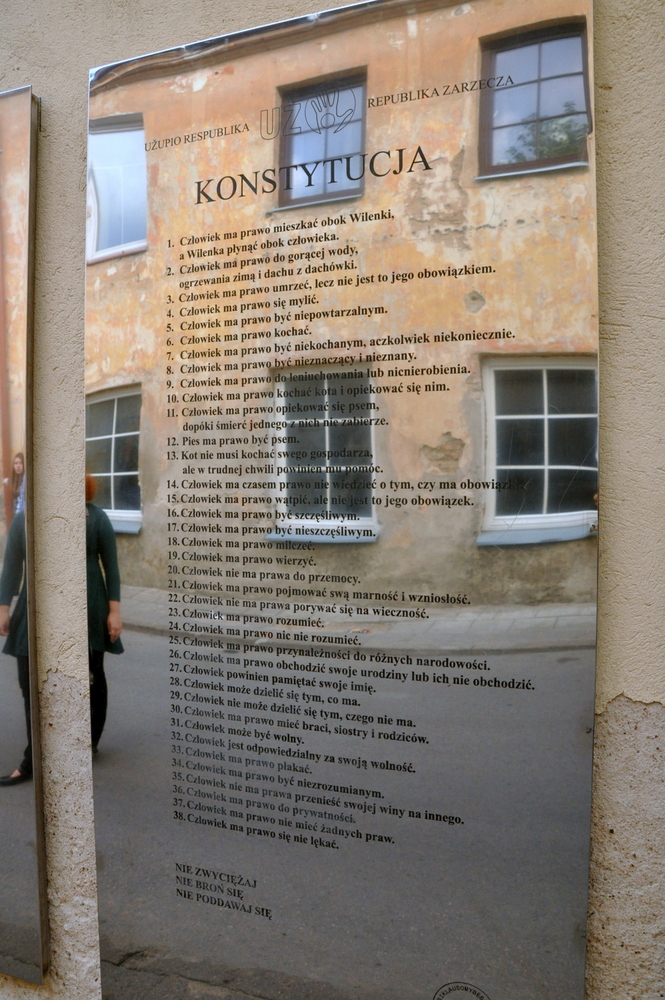 UŽUPIO RESPUBLIKA UZ REPUBLIKA ZARZECZA
KONSTYTUCJA
1. Człowiek ma prawo mieszkać obok Wilenki,
a Wilenka płynąć obok człowieka.
2. Człowiek ma prawo do gorącej wody,
ogrzewania zimą i dachu z dachówki.
3. Człowiek ma prawo umrzeć, lecz nie jest to jego obowiązkiem.
4. Człowiek ma prawo się mylić.
5. Człowiek ma prawo być niepowtarzalnym.
6. Człowiek ma prawo kochać.
7. Człowiek ma prawo być niekochanym, aczkolwiek niekoniecznie.
8. Człowiek ma prawo być nieznaczący i nieznany.
9. Człowiek ma prawo do leniuchowania lub nicnierobienia.
10. Człowiek ma prawo kochać kota i opiekować się nim.
11. Człowiek ma prawo opiekować się psem,
dopóki śmierć jednego z nich nie zabierze.
12. Pies ma prawo być psem.
13. Kot nie musi kochać swego gospodarza,
ale w trudnej chwili powinien mu pomóc.
14. Człowiek ma czasem prawo nie wiedzieć o tym, czy ma obowiązki.
15. Człowiek ma prawo wątpić, ale nie jest to jego obowiązek.
16. Człowiek ma prawo być szczęśliwym.
17. Człowiek ma prawo być nieszczęśliwym.
18. Człowiek ma prawo milczeć.
19. Człowiek ma prawo wierzyć.
20. Człowiek nie ma prawa do przemocy.
21. Człowiek ma prawo pojmować swą marność i wzniosłość.
22. Człowiek nie ma prawa porywać się na wieczność.
23. Człowiek ma prawo rozumieć.
24. Człowiek ma prawo nic nie rozumieć.
25. Człowiek ma prawo przynależności do różnych narodowości.
26. Człowiek ma prawo obchodzić swoje urodziny lub ich nie obchodzić.
27. Człowiek powinien pamiętać swoje imię.
28. Człowiek może dzielić się tym, co ma.
29. Człowiek nie może dzielić się tym, czego nie ma.
30. Człowiek ma prawo mieć braci, siostry i rodziców.
31. Człowiek może być wolny.
32. Człowiek jest odpowiedzialny za swoją wolność.
33. Człowiek ma prawo płakać.
34. Człowiek ma prawo być niezrozumianym.
35. Człowiek nie ma prawa przenieść swojej winy na innego.
36. Człowiek ma prawo do prywatności.
37. Człowiek ma prawo nie mieć żadnych praw.
38. Człowiek ma prawo się nie lękać.
NIE ZWYCIĘŻAJ
NIE BROŃ SIĘ
NIE PODDAWAJ SIĘ